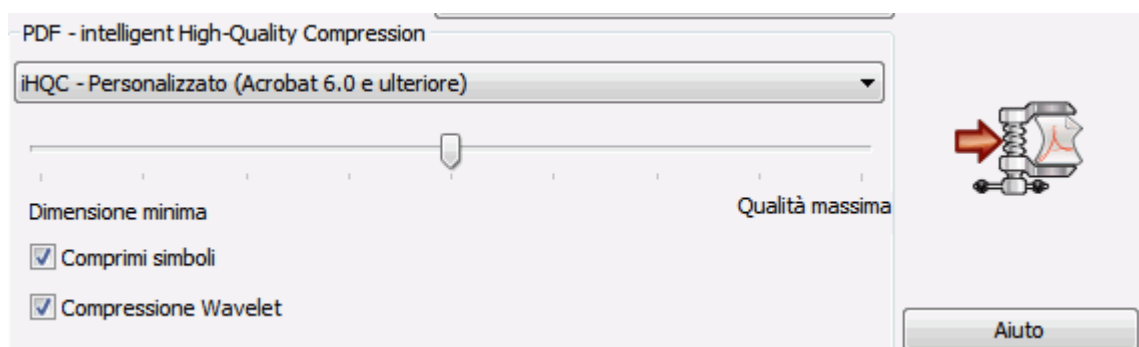 PDF - intelligent High-Quality Compression
iHQC - Personalizzato (Acrobat 6.0 e ulteriore)
Dimensione minima
Qualità massima
Comprimi simboli
Compressione Wavelet
Aiuto